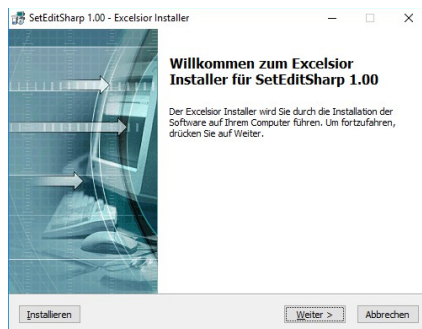 SetEditSharp 1.00 - Excelsior Installer
Willkommen zum Excelsior
Installer für SetEditSharp 1.00
Der Excelsior Installer wird Sie durch die Installation der
Software auf Ihrem Computer führen. Um fortzufahren,
drücken Sie auf Weiter.
Installieren
Weiter >
Abbrechen